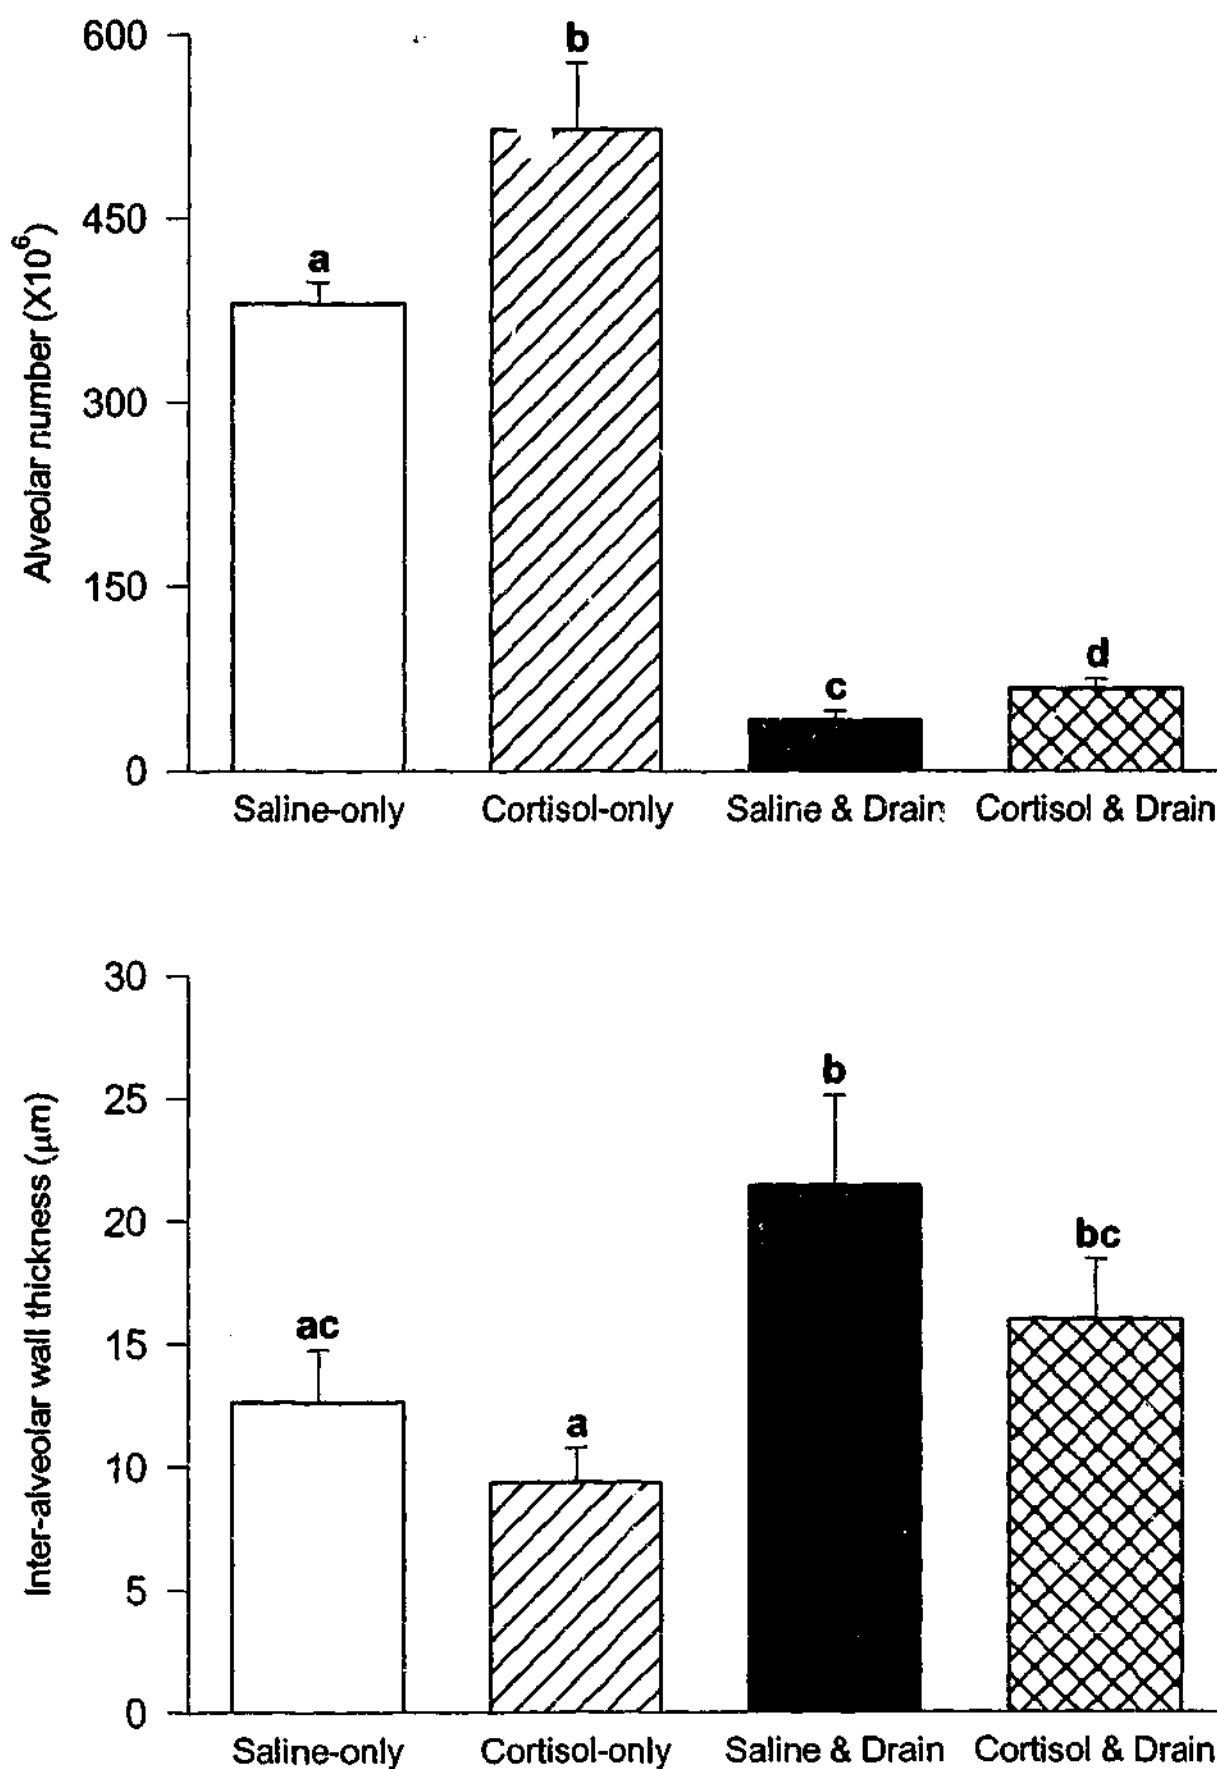 600
450
300
150
0
Alveolar number (X10⁶)
a
b
c
d
Saline-only Cortisol-only Saline & Drain Cortisol & Drain
30
25
20
15
10
5
0
Inter-alveolar wall thickness (μm)
ac
a
b
bc
Saline-only Cortisol-only Saline & Drain Cortisol & Drain